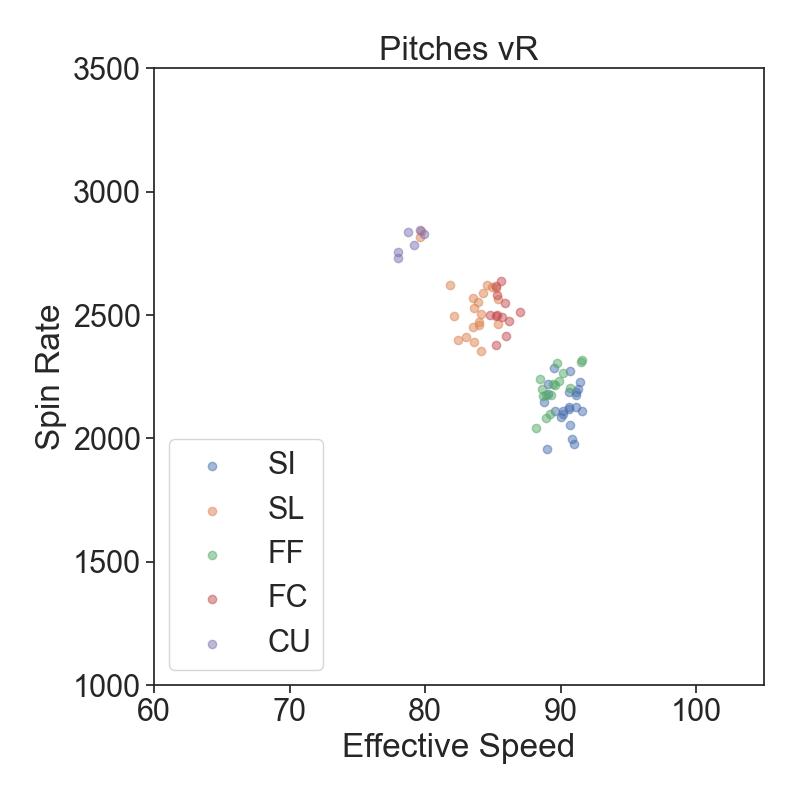 Pitches vR
3500
3000
2500
2000
1500
1000
Spin Rate
SI
SL
FF
FC
CU
60 70 80 90 100
Effective Speed